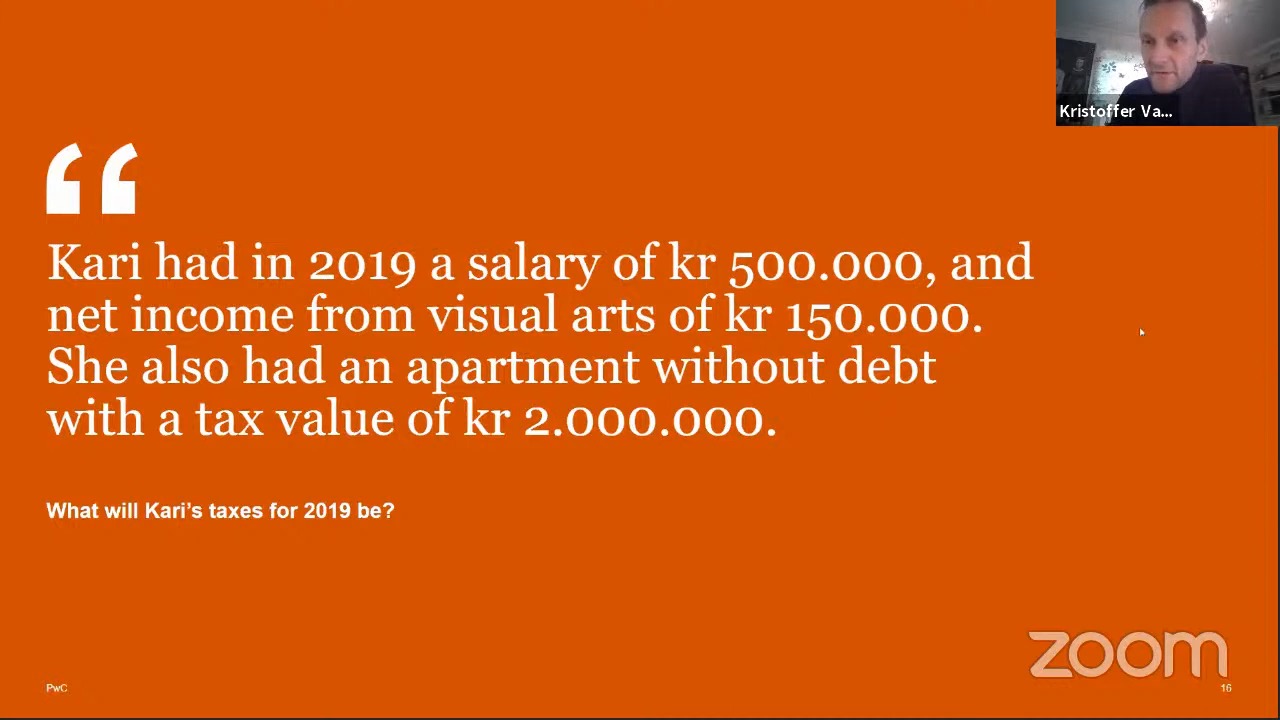 Kristoffer Va...
Kari had in 2019 a salary of kr 500.000, and
net income from visual arts of kr 150.000.
She also had an apartment without debt
with a tax value of kr 2.000.000.
What will Kari's taxes for 2019 be?
zoom
PwC
16